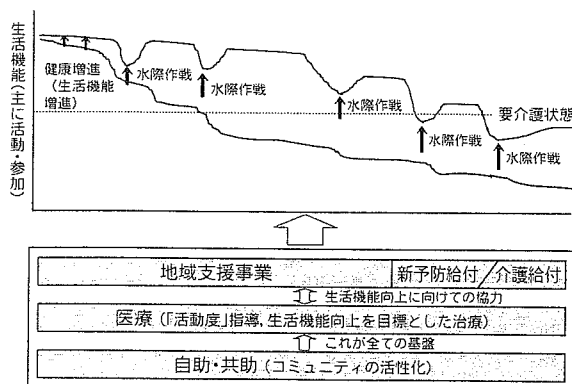 生活機能(主に活動・参加)
健康増進
(生活機能
増進)
水際作戦
水際作戦
水際作戦
水際作戦
水際作戦
要介護状態
地域支援事業
新予防給付/介護給付
生活機能向上に向けての協力
医療(「活動度」指導、生活機能向上を目標とした治療)
これが全ての基盤
自助・共助(コミュニティの活性化)